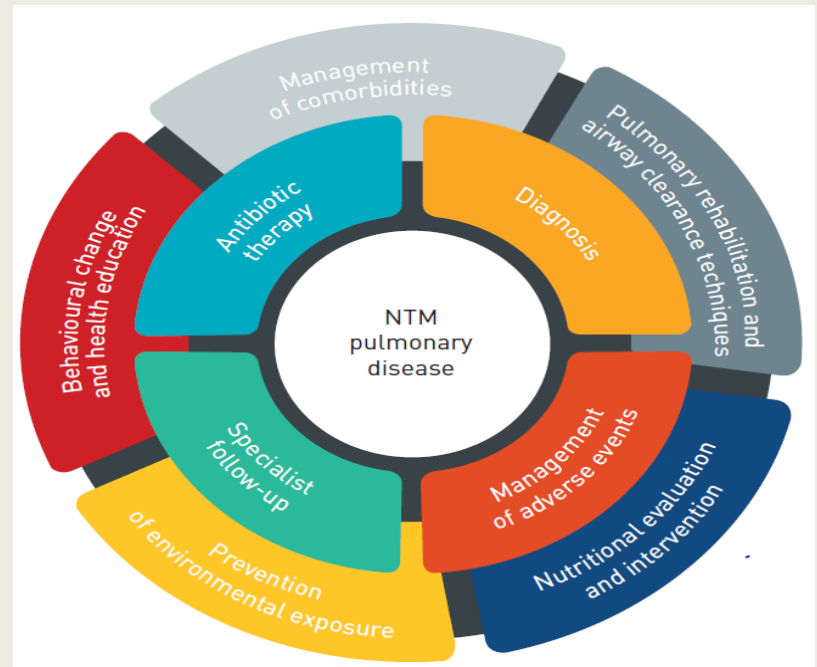 Management
of comorbidities
Pulmonary rehabilitation and
airway clearance techniques
Antibiotic
therapy
Diagnosis
Behavioural change
and health education
NTM
pulmonary
disease
Specialist
follow-up
Management
of adverse events
Nutritional evaluation
and intervention
Prevention
of environmental exposure